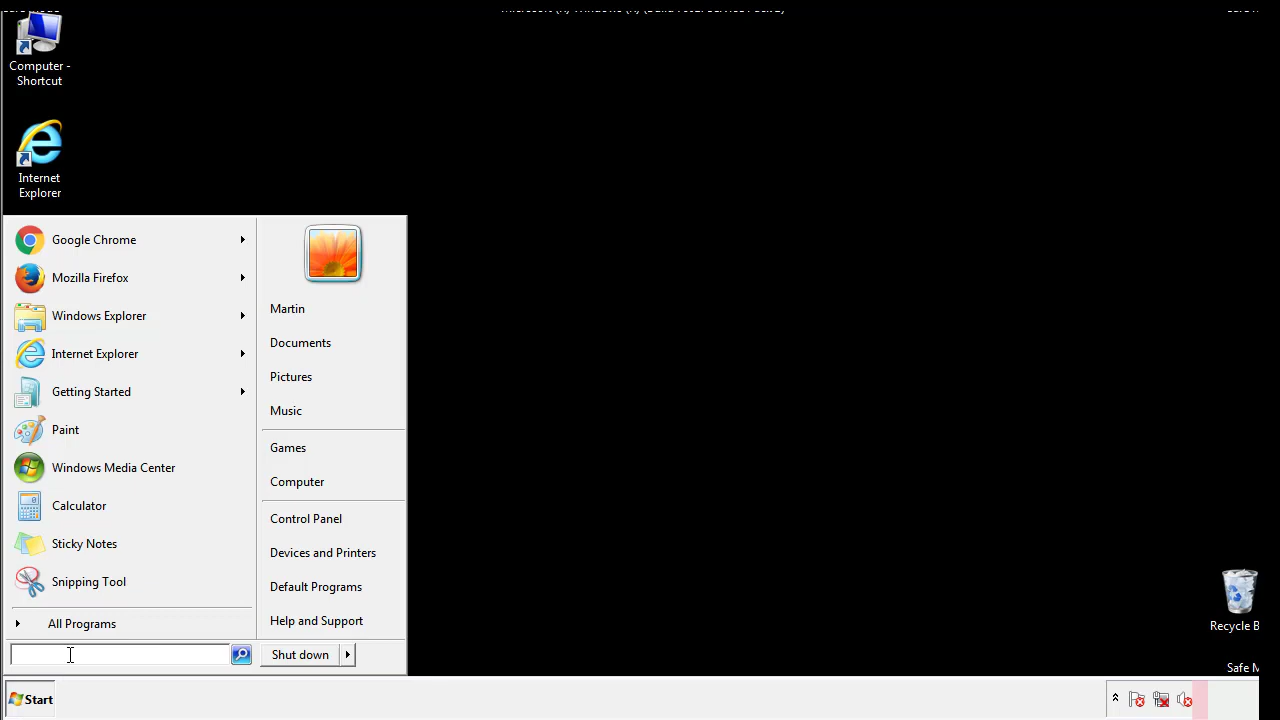 Computer -
Shortcut
Internet
Explorer
Google Chrome
Mozilla Firefox
Windows Explorer
Internet Explorer
Getting Started
Paint
Windows Media Center
Calculator
Sticky Notes
Snipping Tool
All Programs
Martin
Documents
Pictures
Music
Games
Computer
Control Panel
Devices and Printers
Default Programs
Help and Support
Shut down
Start
Recycle B
Safe M